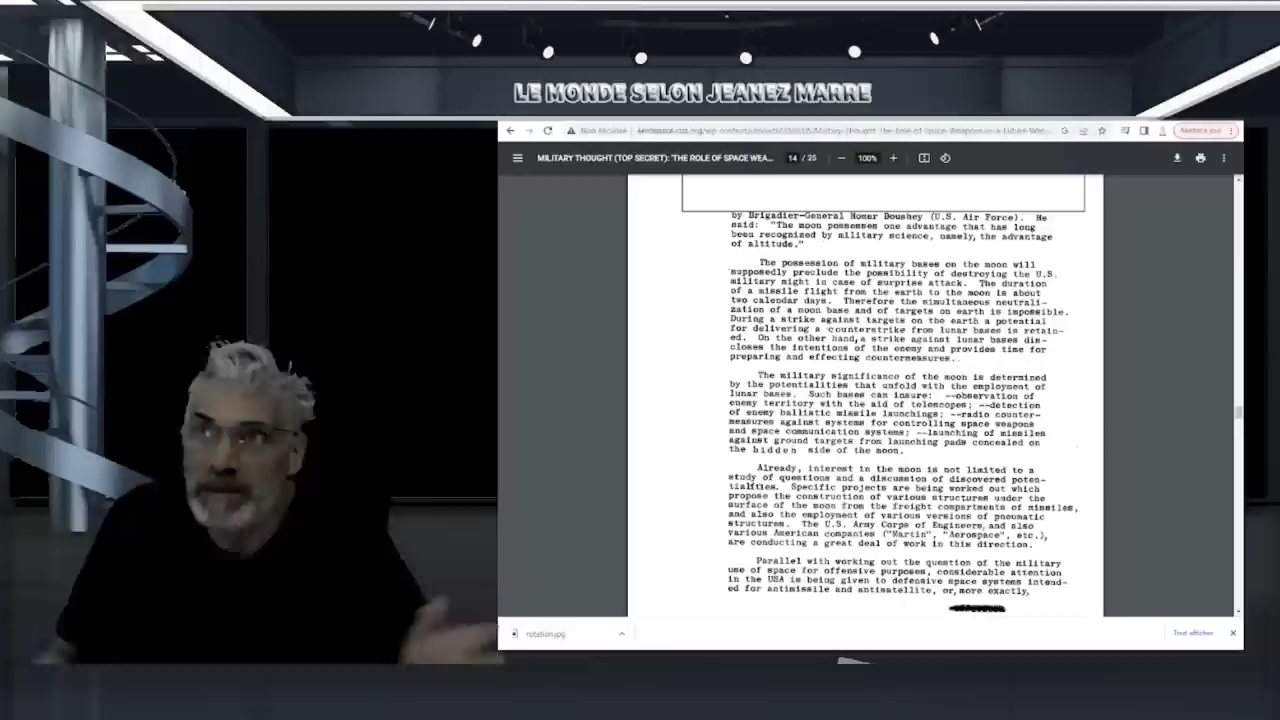 LE MONDE SELON JEANEZ MARRE
Non sécurisé
MILITARY THOUGHT (TOP SECRET): "THE ROLE OF SPACE WEA...
14 / 25
100%
by Brigadier-General Homer Boushey (U.S. Air Force). He
said: "The moon possesses one advantage that has long
been recognized by military science, namely, the advantage
of altitude."
The possession of military bases on the moon will
supposedly preclude the possibility of destroying the U.S.
military might in case of surprise attack. The duration
of a missile flight from the earth to the moon is about
two calendar days. Therefore the simultaneous neutrali-
zation of a moon base and of targets on earth is impossible.
During a strike against targets on the earth a potential
for delivering a counterstrike from lunar bases is retain-
ed. On the other hand, a strike against lunar bases dis-
closes the intentions of the enemy and provides time for
preparing and effecting countermeasures.
The military significance of the moon is determined
by the potentialities that unfold with the employment of
lunar bases. Such bases can insure: --observation of
enemy territory with the aid of telescopes; --detection
of enemy ballistic missile launchings; --radio counter-
measures against systems for controlling space weapons
and space communication systems; --launching of missiles
against ground targets from launching pads concealed on
the hidden side of the moon.
Already, interest in the moon is not limited to a
study of questions and a discussion of discovered poten-
tialities. Specific projects are being worked out which
propose the construction of various structures under the
surface of the moon from the freight compartments of missiles,
and also the employment of various versions of pneumatic
structures. The U.S. Army Corps of Engineers, and also
various American companies ("Martin", "Aerospace", etc.),
are conducting a great deal of work in this direction.
Parallel with working out the question of the military
use of space for offensive purposes, considerable attention
in the USA is being given to defensive space systems intend-
ed for antimissile and antisatellite, or, more exactly,
rotation.jpg
Tout afficher